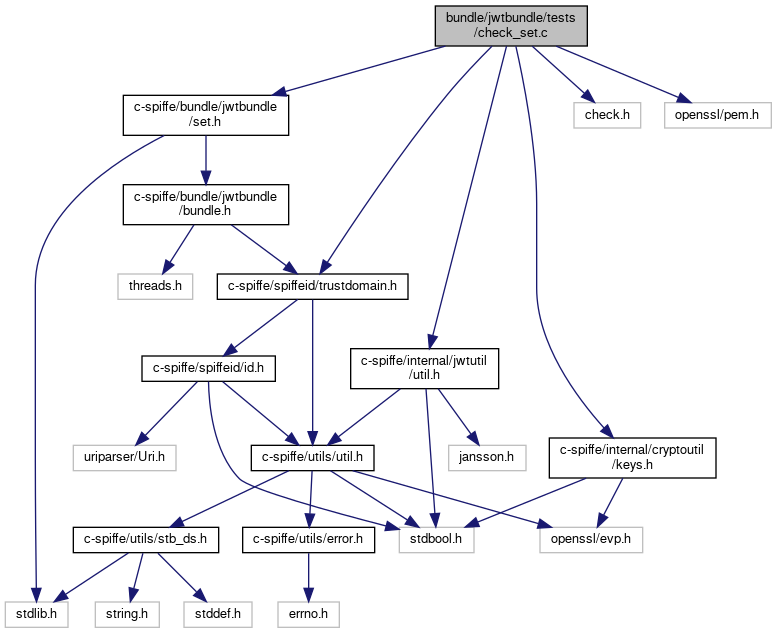 bundle/jwtbundle/tests
/check_set.c
c-spiffe/bundle/jwtbundle
/set.h
check.h
openssl/pem.h
c-spiffe/bundle/jwtbundle
/bundle.h
threads.h
c-spiffe/spiffeid/trustdomain.h
c-spiffe/spiffeid/id.h
c-spiffe/internal/jwtutil
/util.h
uriparser/Uri.h
c-spiffe/utils/util.h
jansson.h
c-spiffe/internal/cryptoutil
/keys.h
c-spiffe/utils/stb_ds.h
c-spiffe/utils/error.h
stdbool.h
openssl/evp.h
stdlib.h
string.h
stddef.h
errno.h